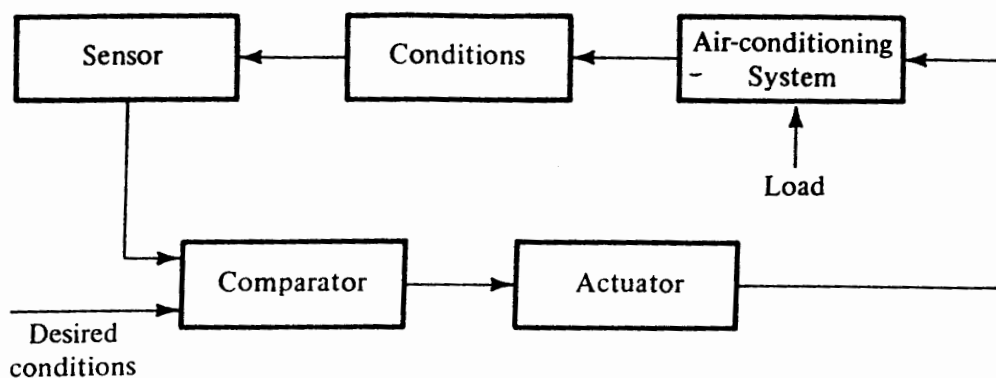 Sensor
Conditions
Air-conditioning
System
Load
Comparator
Actuator
Desired
conditions